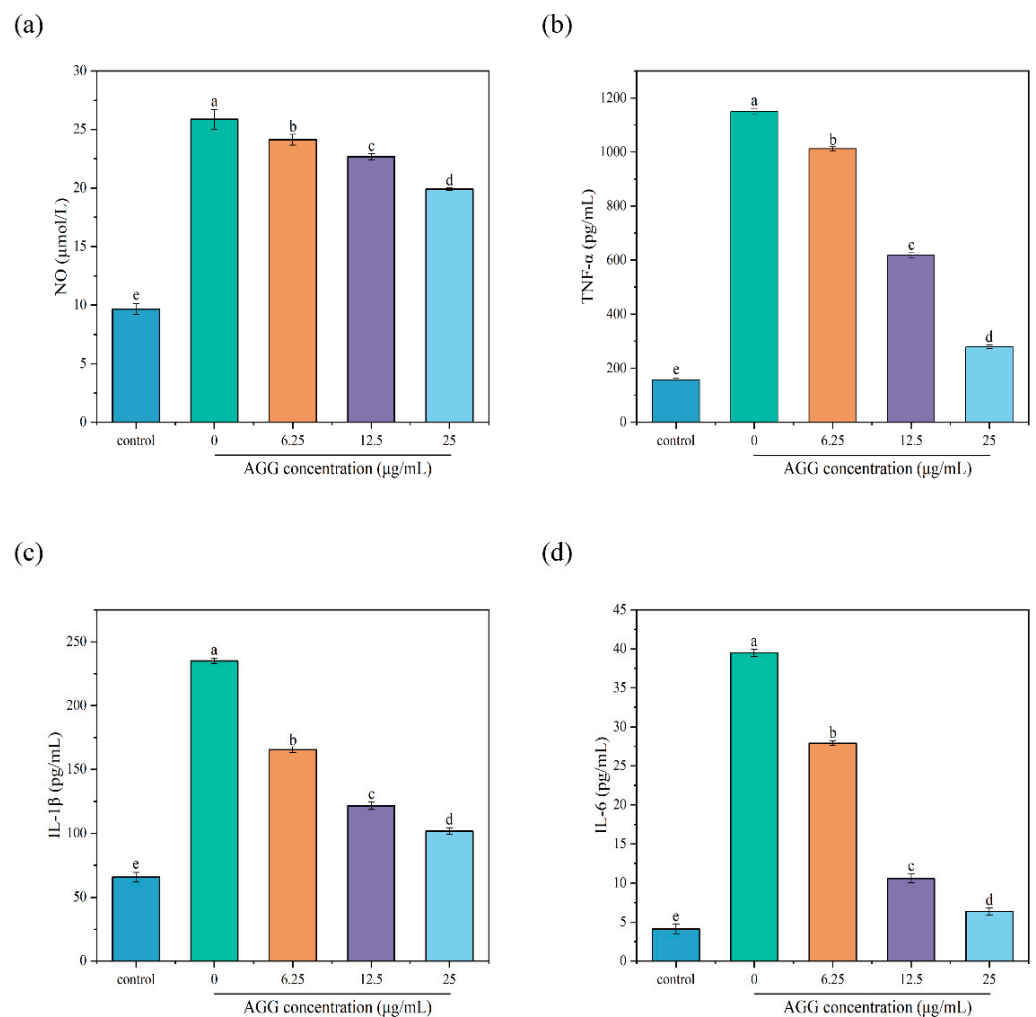 (a)
30
25
20
15
10
5
0
NO (μmol/L)
e
a
b
c
d
control
0
6.25
12.5
25
AGG concentration (μg/mL)
(b)
1200
1000
800
600
400
200
0
TNF-α (pg/mL)
e
a
b
c
d
control
0
6.25
12.5
25
AGG concentration (μg/mL)
(c)
250
200
150
100
50
0
IL-1β (pg/mL)
e
a
b
c
d
control
0
6.25
12.5
25
AGG concentration (μg/mL)
(d)
45
40
35
30
25
20
15
10
5
0
IL-6 (pg/mL)
e
a
b
c
d
control
0
6.25
12.5
25
AGG concentration (μg/mL)